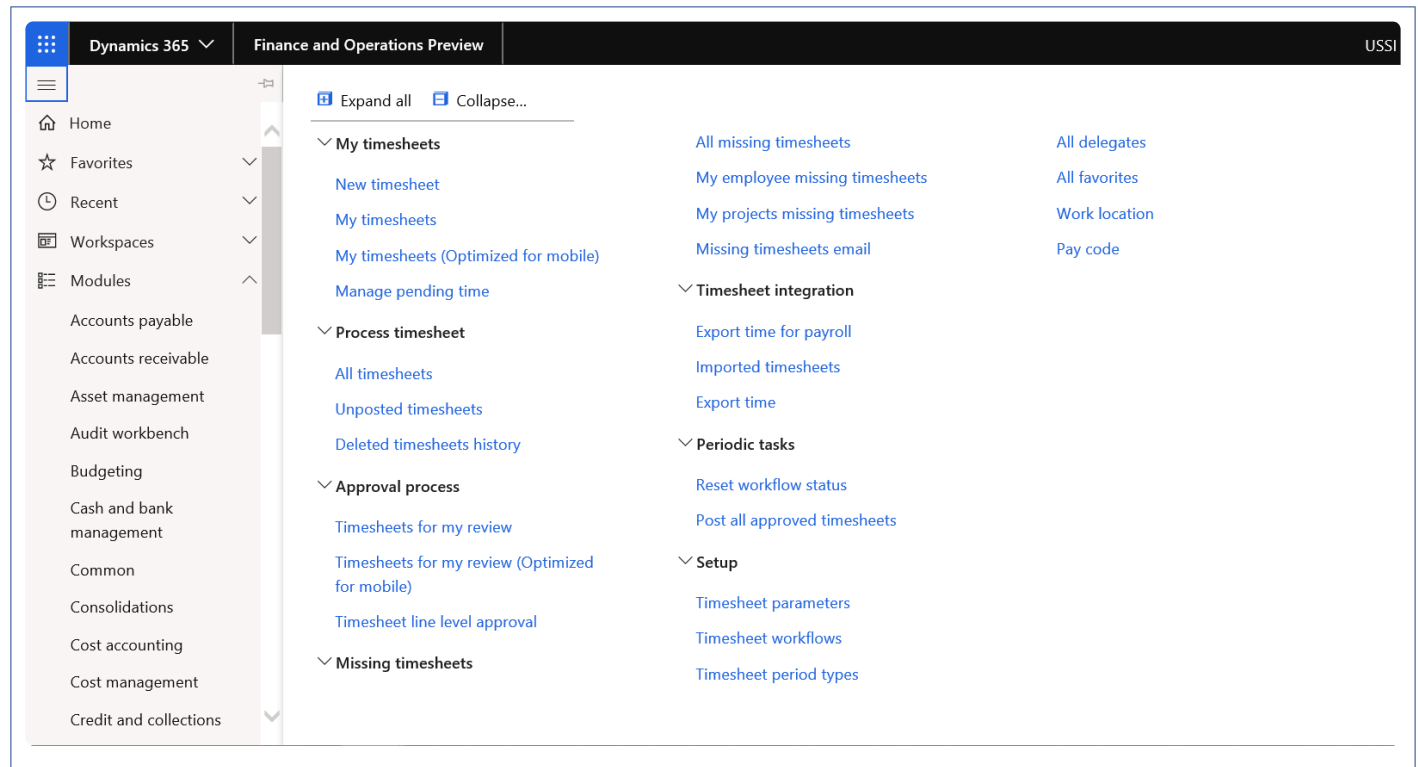 Dynamics 365
Finance and Operations Preview
USSI
Home
Favorites
Recent
Workspaces
Modules
Accounts payable
Accounts receivable
Asset management
Audit workbench
Budgeting
Cash and bank
management
Common
Consolidations
Cost accounting
Cost management
Credit and collections
Expand all
Collapse...
My timesheets
New timesheet
My timesheets
My timesheets (Optimized for mobile)
Manage pending time
Process timesheet
All timesheets
Unposted timesheets
Deleted timesheets history
Approval process
Timesheets for my review
Timesheets for my review (Optimized
for mobile)
Timesheet line level approval
Missing timesheets
All missing timesheets
My employee missing timesheets
My projects missing timesheets
Missing timesheets email
Timesheet integration
Export time for payroll
Imported timesheets
Export time
Periodic tasks
Reset workflow status
Post all approved timesheets
Setup
Timesheet parameters
Timesheet workflows
Timesheet period types
All delegates
All favorites
Work location
Pay code